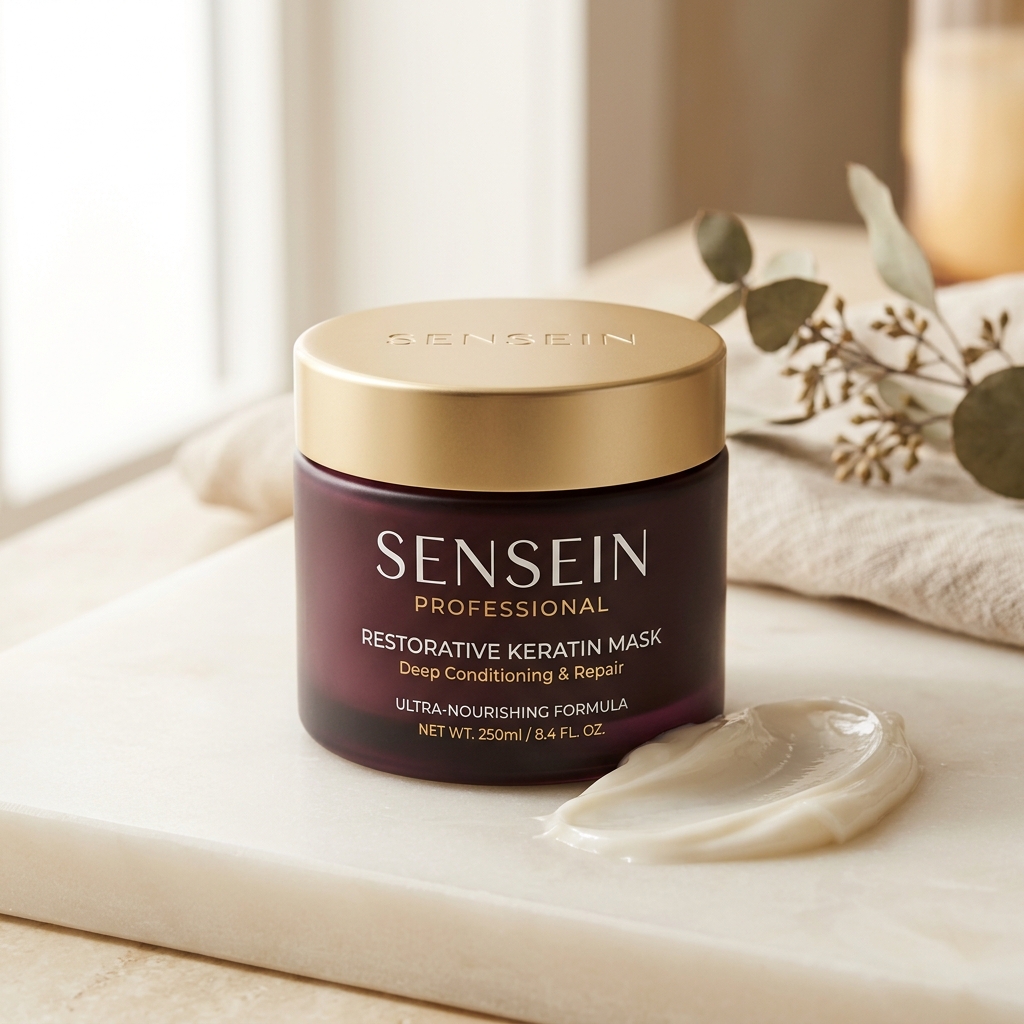 SENSEIN
SENSEIN
PROFESSIONAL
RESTORATIVE KERATIN MASK
Deep Conditioning & Repair
ULTRA-NOURISHING FORMULA
NET WT. 250ml / 8.4 FL. OZ.